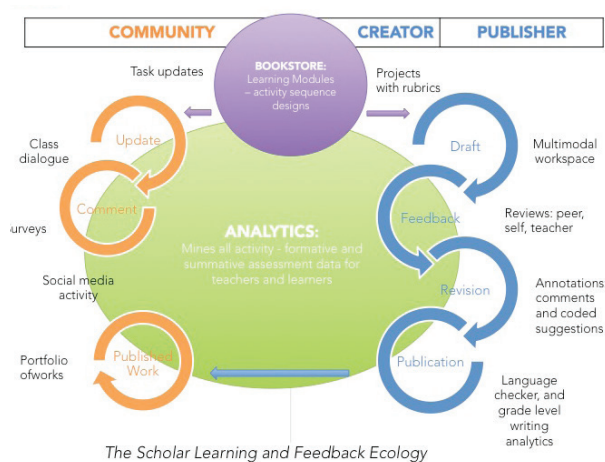 COMMUNITY
CREATOR
PUBLISHER
BOOKSTORE:
Learning Modules
– activity sequence
designs
Task updates
Projects
with rubrics
Update
Class
dialogue
Comment
urveys
Social media
activity
Published
Work
Portfolio
ofworks
ANALYTICS:
Mines all activity - formative and
summative assessment data for
teachers and learners
Draft
Multimodal
workspace
Feedback
Reviews: peer,
self, teacher
Revision
Annotations
comments
and coded
suggestions
Publication
Language
checker, and
grade level
writing
analytics
The Scholar Learning and Feedback Ecology